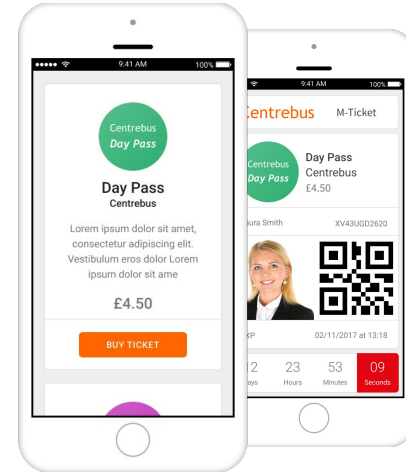 9:41 AM
100%
Centrebus
Day Pass
Day Pass
Centrebus
Lorem ipsum dolor sit amet,
consectetur adipiscing elit.
Vestibulum eros dolor Lorem
ipsum dolor sit ame
£4.50
BUY TICKET
9:41 AM
100%
Centrebus M-Ticket
Centrebus
Day Pass
Day Pass
Centrebus
£4.50
Smith XV43UGD2620
02/11/2017 at 13:18
23 53 09
Hours Minutes Seconds